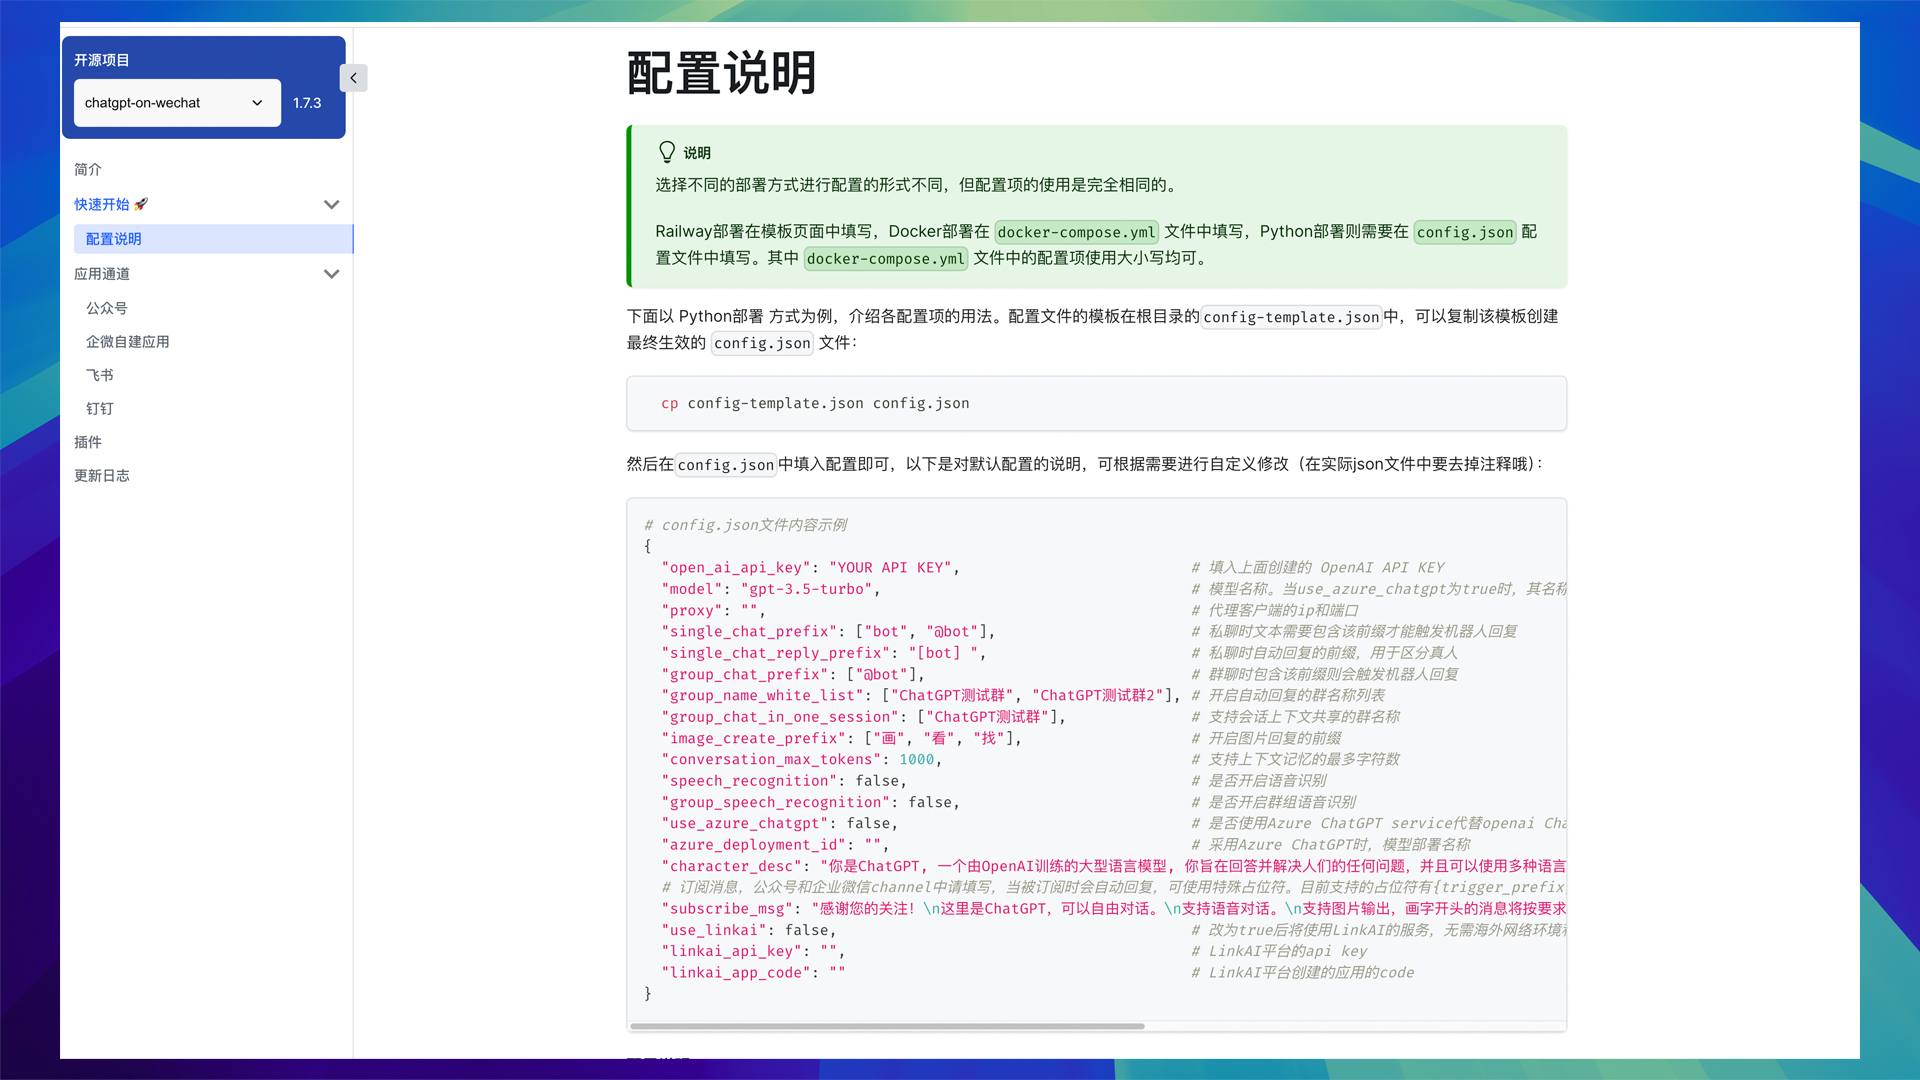 开源项目
chatgpt-on-wechat
1.7.3
简介
快速开始 🚀
配置说明
应用通道
公众号
企微自建应用
飞书
钉钉
插件
更新日志
配置说明
说明
选择不同的部署方式进行配置的形式不同，但配置项的使用是完全相同的。
Railway部署在模板页面中填写，Docker部署在 docker-compose.yml 文件中填写，Python部署则需要在 config.json 配
置文件中填写。其中 docker-compose.yml 文件中的配置项使用大小写均可。
下面以 Python部署 方式为例，介绍各配置项的用法。配置文件的模板在根目录的config-template.json中，可以复制该模板创建
最终生效的 config.json 文件：
cp config-template.json config.json
然后在config.json中填入配置即可，以下是对默认配置的说明，可根据需要进行自定义修改（在实际json文件中要去掉注释哦）：
# config.json文件内容示例
{
"open_ai_api_key": "YOUR API KEY", # 填入上面创建的 OpenAI API KEY
"model": "gpt-3.5-turbo", # 模型名称。当use_azure_chatgpt为true时，其名称
"proxy": "", # 代理客户端的ip和端口
"single_chat_prefix": ["bot", "@bot"], # 私聊时文本需要包含该前缀才能触发机器人回复
"single_chat_reply_prefix": "[bot] ", # 私聊时自动回复的前缀，用于区分真人
"group_chat_prefix": ["@bot"], # 群聊时包含该前缀则会触发机器人回复
"group_name_white_list": ["ChatGPT测试群", "ChatGPT测试群2"], # 开启自动回复的群名称列表
"group_chat_in_one_session": ["ChatGPT测试群"], # 支持会话上下文共享的群名称
"image_create_prefix": ["画", "看", "找"], # 开启图片回复的前缀
"conversation_max_tokens": 1000, # 支持上下文记忆的最多字符数
"speech_recognition": false, # 是否开启语音识别
"group_speech_recognition": false, # 是否开启群组语音识别
"use_azure_chatgpt": false, # 是否使用Azure ChatGPT service代替openai Cha
"azure_deployment_id": "", # 采用Azure ChatGPT时，模型部署名称
"character_desc": "你是ChatGPT, 一个由OpenAI训练的大型语言模型, 你旨在回答并解决人们的任何问题，并且可以使用多种语言
# 订阅消息，公众号和企业微信channel中请填写，当被订阅时会自动回复，可使用特殊占位符。目前支持的占位符有{trigger_prefix
"subscribe_msg": "感谢您的关注！\n这里是ChatGPT，可以自由对话。\n支持语音对话。\n支持图片输出，画字开头的消息将按要求
"use_linkai": false, # 改为true后将使用LinkAI的服务，无需海外网络环境
"linkai_api_key": "", # LinkAI平台的api key
"linkai_app_code": "" # LinkAI平台创建的应用的code
}